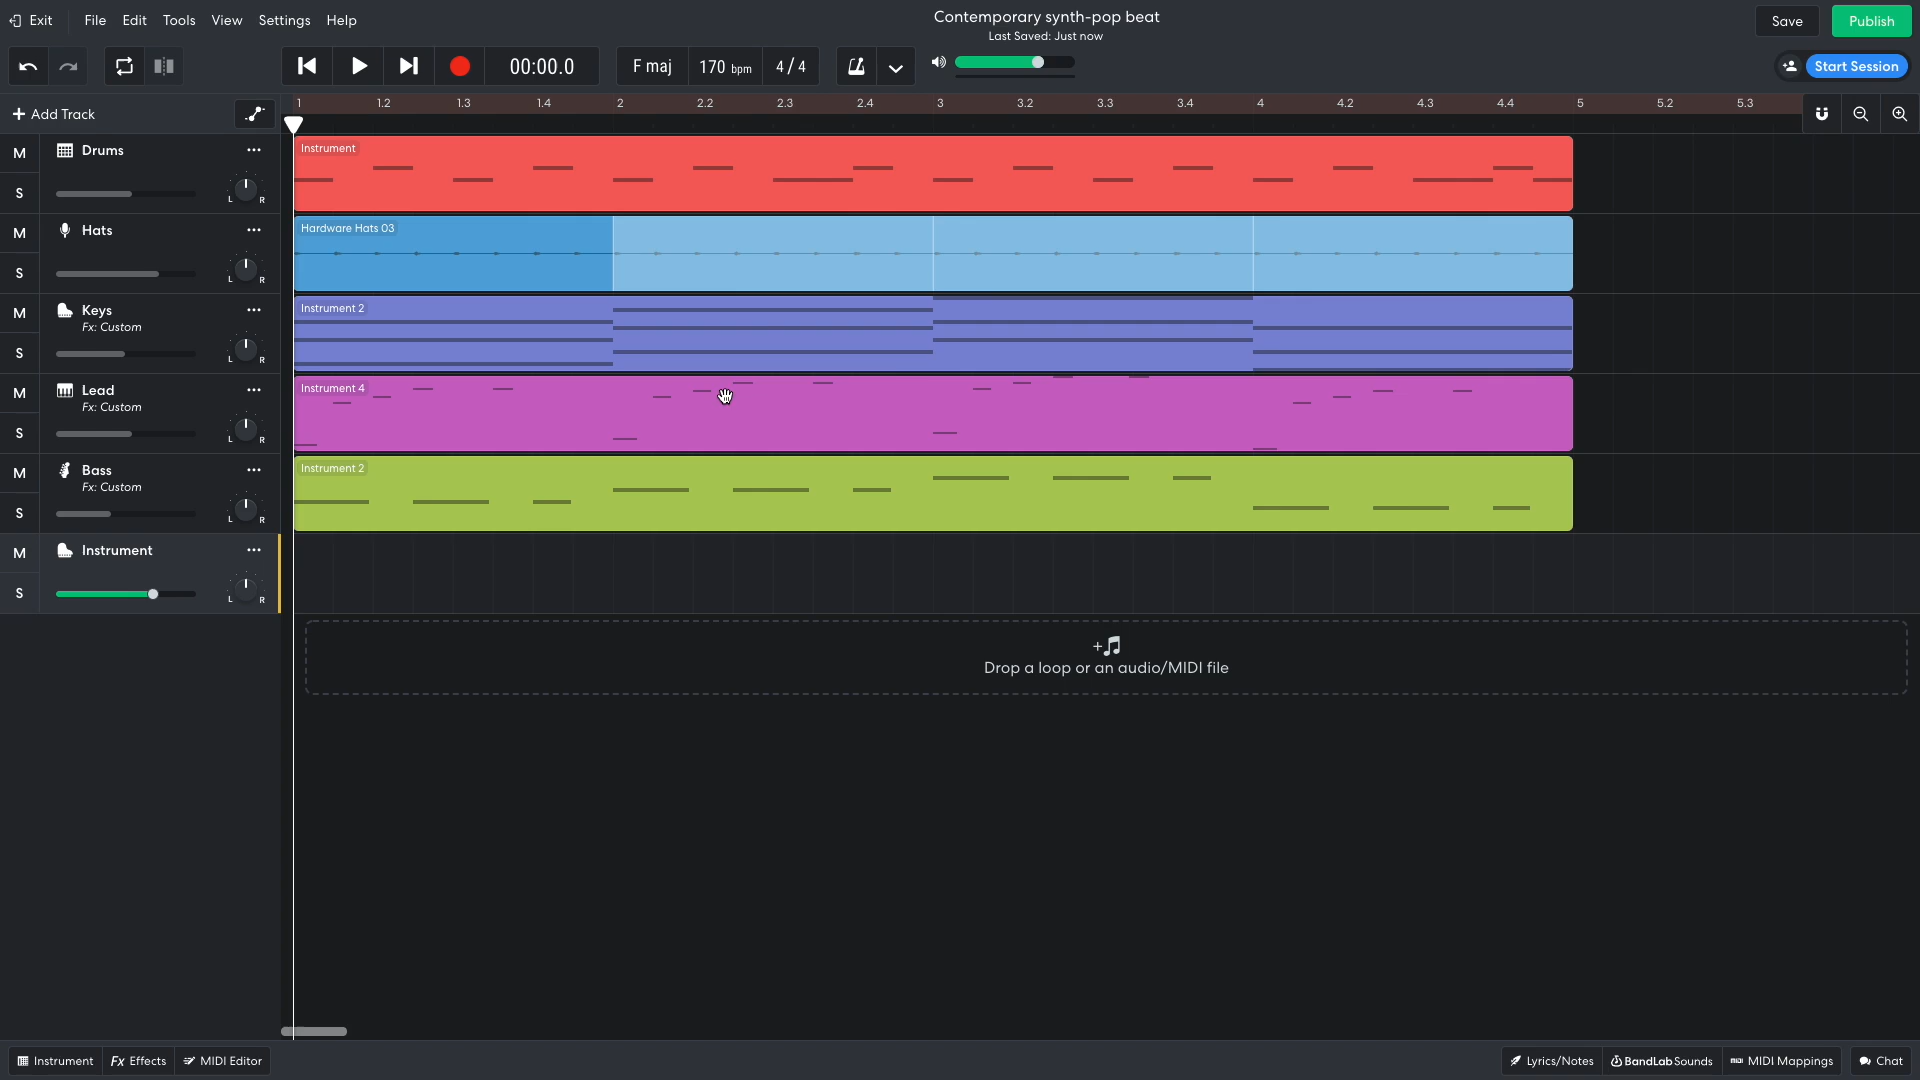 Exit
File
Edit
Tools
View
Settings
Help
Contemporary synth-pop beat
Last Saved: Just now
Save
Publish
00:00.0
F maj
170 bpm
4 / 4
Start Session
+ Add Track
1 1.2 1.3 1.4 2 2.2 2.3 2.4 3 3.2 3.3 3.4 4 4.2 4.3 4.4 5 5.2 5.3
M
Drums
S
L R
Instrument
M
Hats
S
L R
Hardware Hats 03
M
Keys
Fx: Custom
S
L R
Instrument 2
M
Lead
Fx: Custom
S
L R
Instrument 4
M
Bass
Fx: Custom
S
L R
Instrument 2
M
Instrument
S
L R
Drop a loop or an audio/MIDI file
Instrument
Fx Effects
MIDI Editor
Lyrics/Notes
BandLab Sounds
MIDI Mappings
Chat